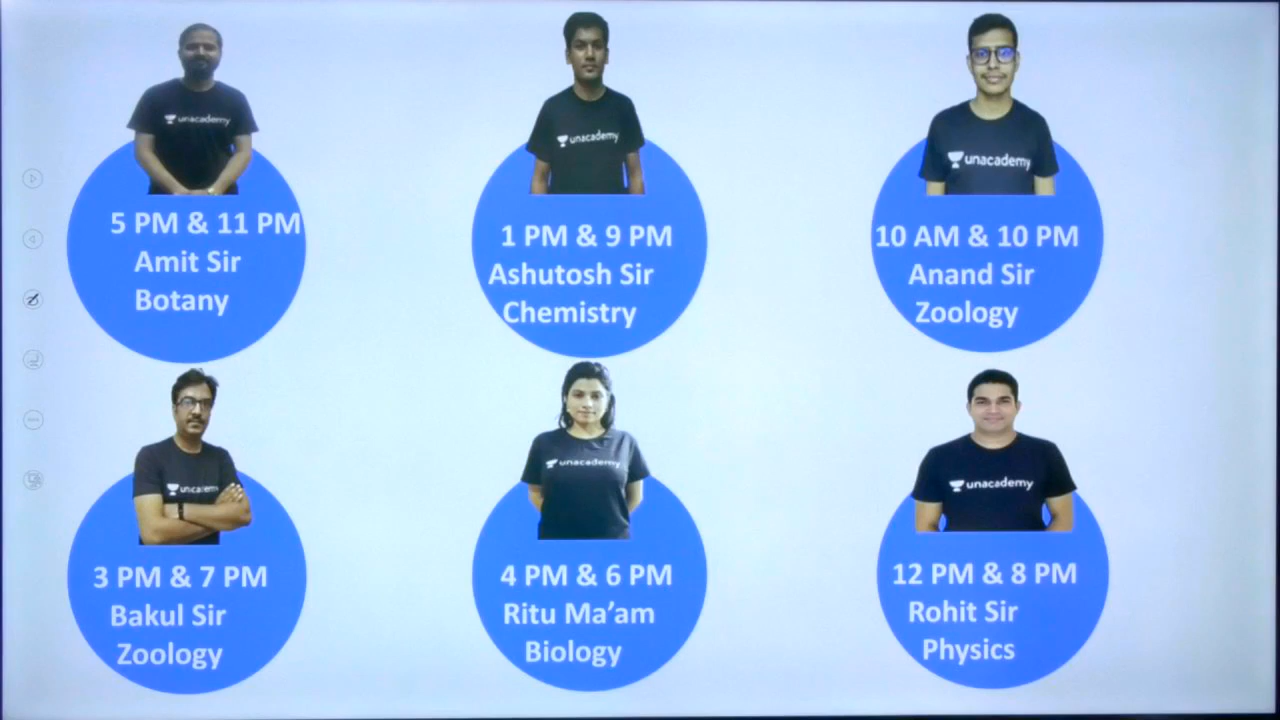 unacademy
5 PM & 11 PM
Amit Sir
Botany
unacademy
1 PM & 9 PM
Ashutosh Sir
Chemistry
unacademy
10 AM & 10 PM
Anand Sir
Zoology
unacademy
3 PM & 7 PM
Bakul Sir
Zoology
unacademy
4 PM & 6 PM
Ritu Ma’am
Biology
unacademy
12 PM & 8 PM
Rohit Sir
Physics